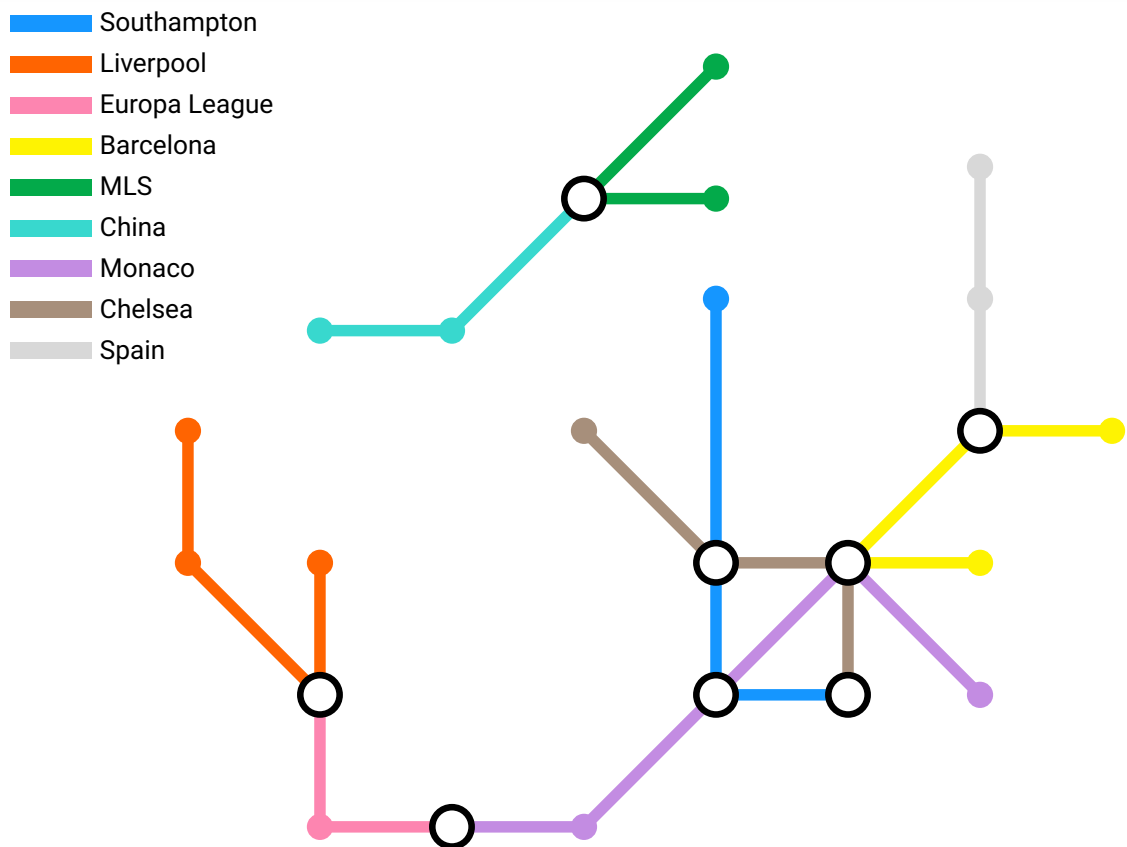 Southampton
Liverpool
Europa League
Barcelona
MLS
China
Monaco
Chelsea
Spain